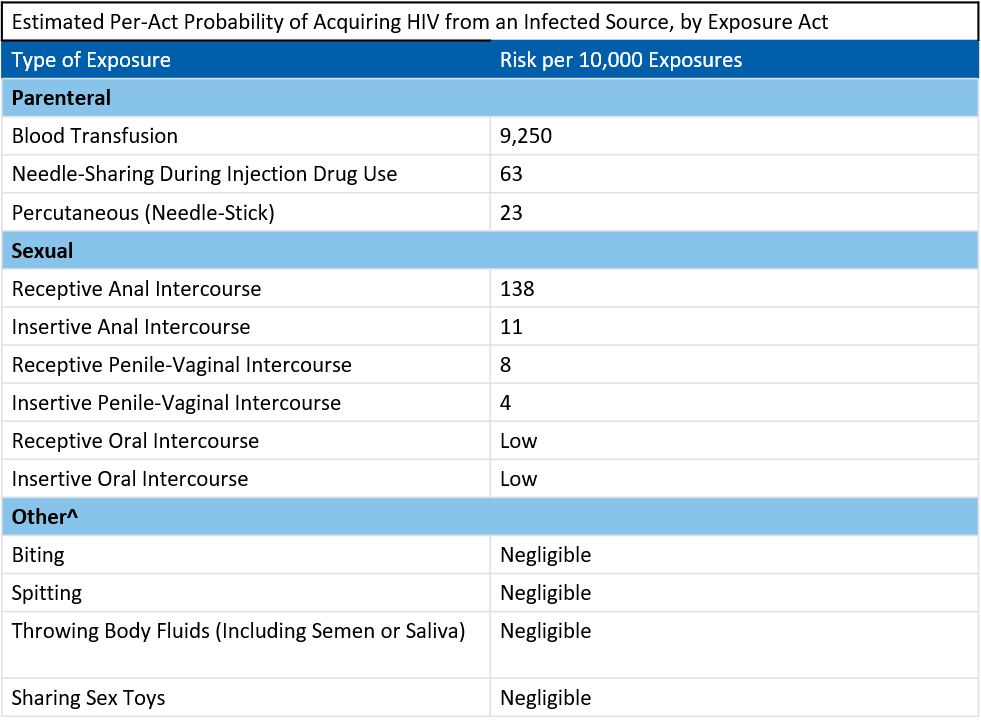 Estimated Per-Act Probability of Acquiring HIV from an Infected Source, by Exposure Act
Type of Exposure Risk per 10,000 Exposures
Parenteral
Blood Transfusion 9,250
Needle-Sharing During Injection Drug Use 63
Percutaneous (Needle-Stick) 23
Sexual
Receptive Anal Intercourse 138
Insertive Anal Intercourse 11
Receptive Penile-Vaginal Intercourse 8
Insertive Penile-Vaginal Intercourse 4
Receptive Oral Intercourse Low
Insertive Oral Intercourse Low
Other^
Biting Negligible
Spitting Negligible
Throwing Body Fluids (Including Semen or Saliva) Negligible
Sharing Sex Toys Negligible